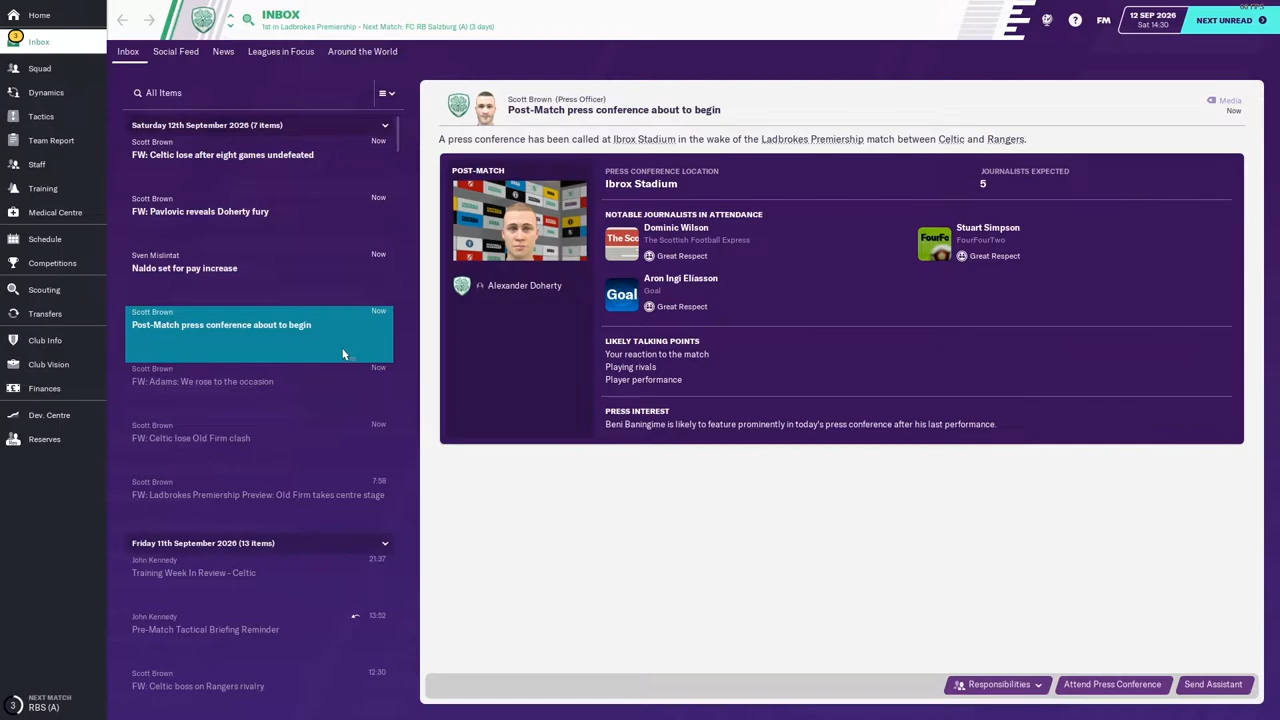 Home
INBOX
1st in Ladbrokes Premiership - Next Match: FC RB Salzburg (A) (3 days)
FM
12 SEP 2026
Sat 14:30
NEXT UNREAD
3
Inbox
Squad
Dynamics
Tactics
Team Report
Staff
Training
Medical Centre
Schedule
Competitions
Scouting
Transfers
Club Info
Club Vision
Finances
Dev. Centre
Reserves
3
NEXT MATCH
RBS (A)
Inbox
Social Feed
News
Leagues in Focus
Around the World
All Items
Saturday 12th September 2026 (7 items)
Scott Brown
Now
FW: Celtic lose after eight games undefeated
Scott Brown
Now
FW: Pavlovic reveals Doherty fury
Sven Mislintat
Now
Naldo set for pay increase
Scott Brown
Now
Post-Match press conference about to begin
Scott Brown
Now
FW: Adams: We rose to the occasion
Scott Brown
Now
FW: Celtic lose Old Firm clash
Scott Brown
7:58
FW: Ladbrokes Premiership Preview: Old Firm takes centre stage
Friday 11th September 2026 (13 items)
John Kennedy
21:37
Training Week In Review - Celtic
John Kennedy
13:52
Pre-Match Tactical Briefing Reminder
Scott Brown
12:30
FW: Celtic boss on Rangers rivalry
Scott Brown (Press Officer)
Post-Match press conference about to begin
Media
Now
A press conference has been called at Ibrox Stadium in the wake of the Ladbrokes Premiership match between Celtic and Rangers.
POST-MATCH
Alexander Doherty
PRESS CONFERENCE LOCATION
Ibrox Stadium
JOURNALISTS EXPECTED
5
NOTABLE JOURNALISTS IN ATTENDANCE
The Sco
Dominic Wilson
The Scottish Football Express
Great Respect
FourFo
Stuart Simpson
FourFourTwo
Great Respect
Goal
Aron Ingi Elíasson
Goal
Great Respect
LIKELY TALKING POINTS
Your reaction to the match
Playing rivals
Player performance
PRESS INTEREST
Beni Baningime is likely to feature prominently in today's press conference after his last performance.
Responsibilities
Attend Press Conference
Send Assistant